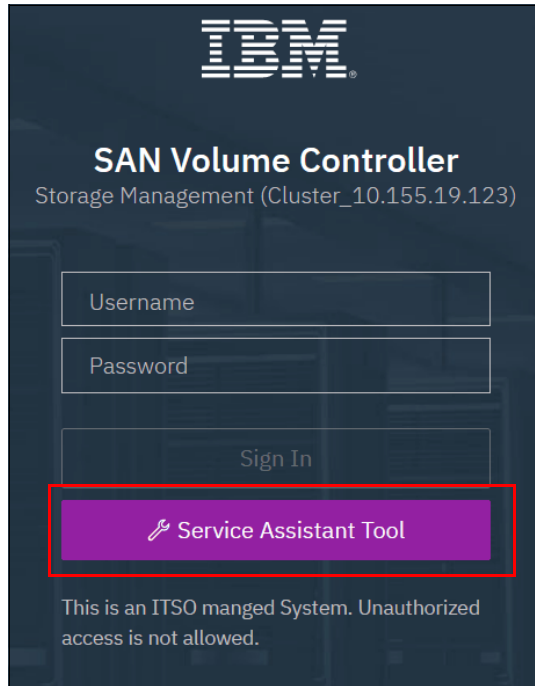 IBM®
SAN Volume Controller
Storage Management (Cluster_10.155.19.123)
Username
Password
Sign In
Service Assistant Tool
This is an ITSO manged System. Unauthorized
access is not allowed.